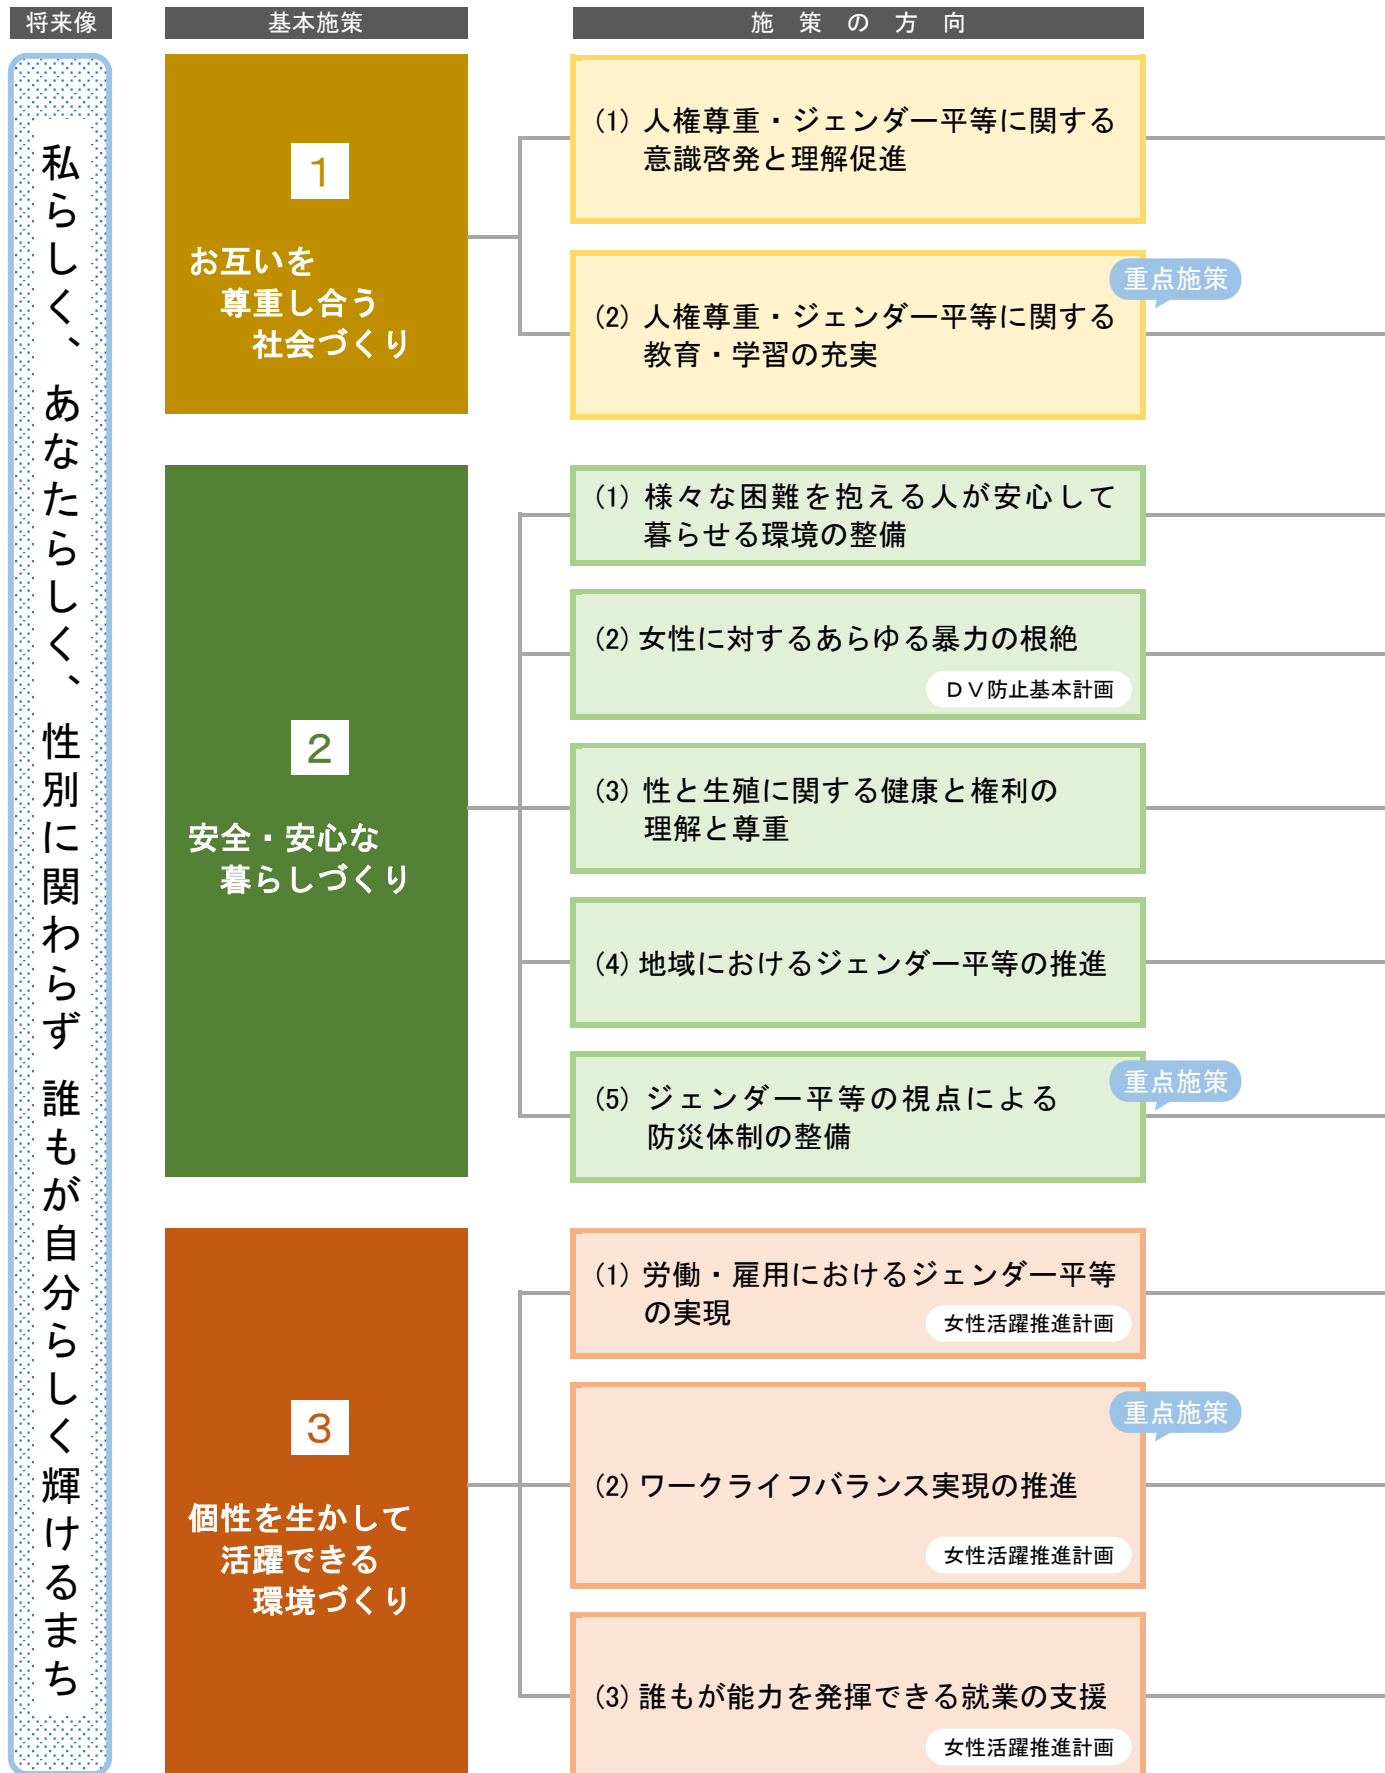 将来像
基本施策
施策の方向
私らしく、あなたらしく、性別に関わらず 誰もが自分らしく輝けるまち
1
お互いを
尊重し合う
社会づくり
(1) 人権尊重・ジェンダー平等に関する
意識啓発と理解促進
重点施策
(2) 人権尊重・ジェンダー平等に関する
教育・学習の充実
2
安全・安心な
暮らしづくり
(1) 様々な困難を抱える人が安心して
暮らせる環境の整備
(2) 女性に対するあらゆる暴力の根絶
ＤＶ防止基本計画
(3) 性と生殖に関する健康と権利の
理解と尊重
(4) 地域におけるジェンダー平等の推進
重点施策
(5) ジェンダー平等の視点による
防災体制の整備
3
個性を生かして
活躍できる
環境づくり
(1) 労働・雇用におけるジェンダー平等
の実現
女性活躍推進計画
重点施策
(2) ワークライフバランス実現の推進
女性活躍推進計画
(3) 誰もが能力を発揮できる就業の支援
女性活躍推進計画